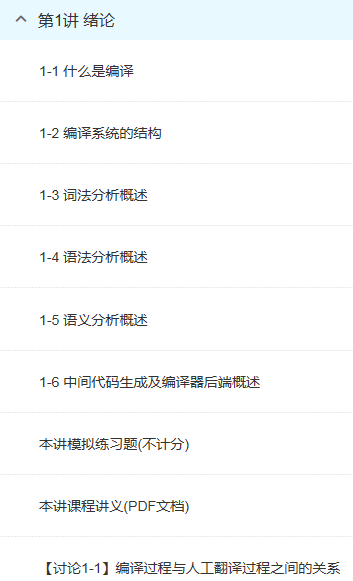 第1讲 绪论
1-1 什么是编译
1-2 编译系统的结构
1-3 词法分析概述
1-4 语法分析概述
1-5 语义分析概述
1-6 中间代码生成及编译器后端概述
本讲模拟练习题(不计分)
本讲课程讲义(PDF文档)
【讨论1-1】编译过程与人工翻译过程之间的关系